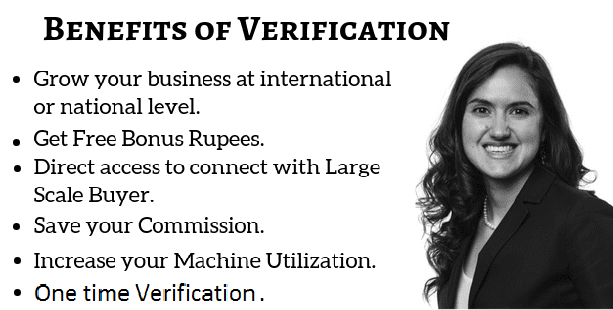 Benefits of Verification
• Grow your business at international
or national level.
• Get Free Bonus Rupees.
• Direct access to connect with Large
Scale Buyer.
• Save your Commission.
• Increase your Machine Utilization.
• One time Verification .